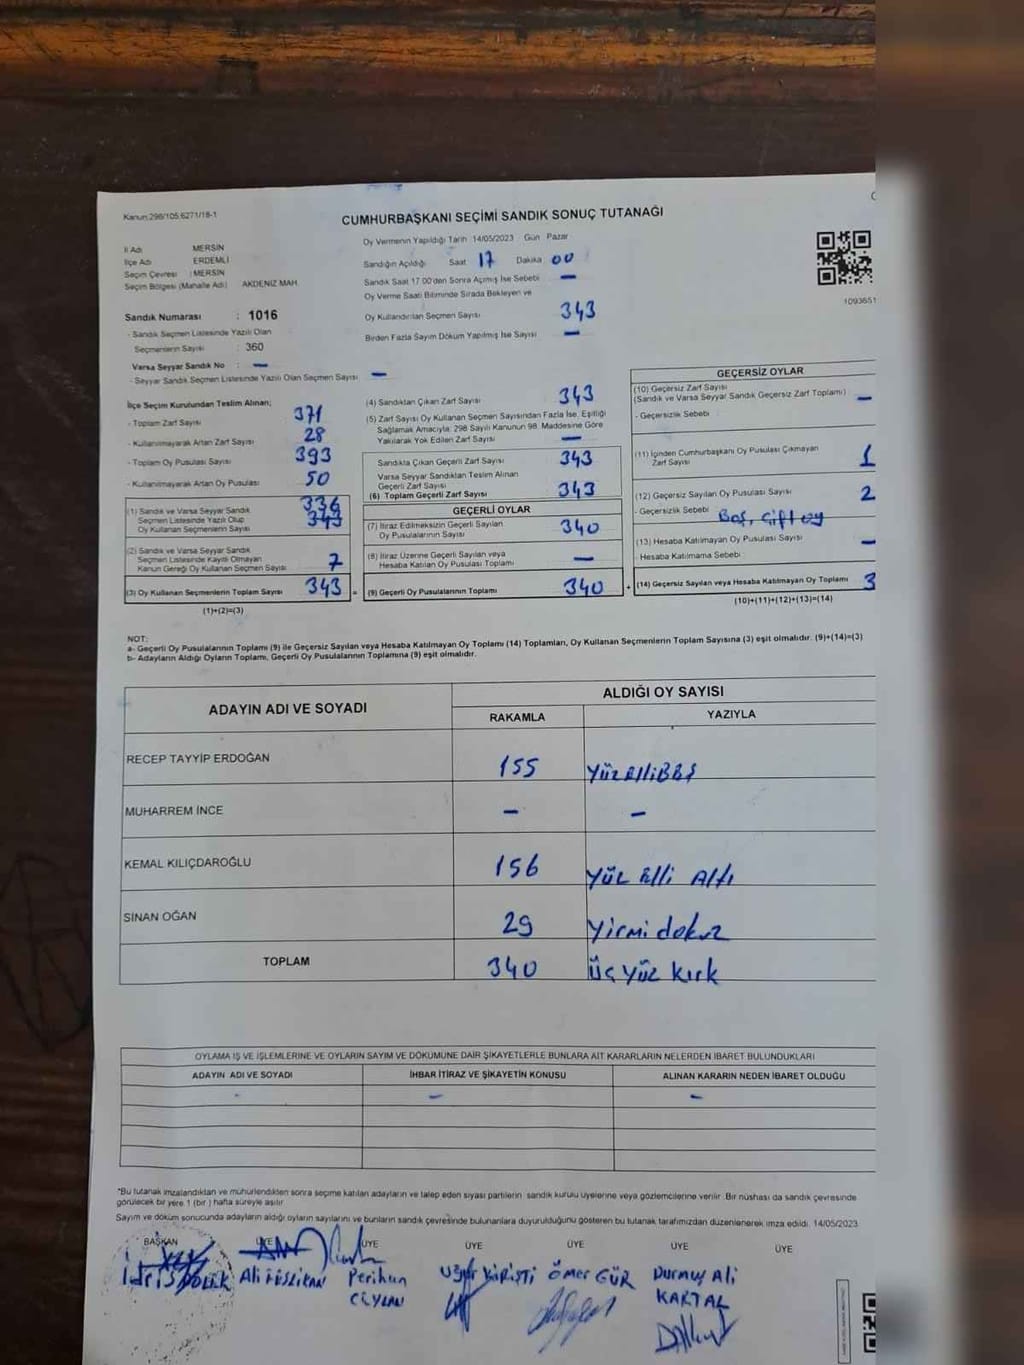 Kanun:298/105:6271/18-1
CUMHURBAŞKANI SEÇİMİ SANDIK SONUÇ TUTANAĞI
İl Adı MERSİN
İlçe Adı ERDEMLİ
Seçim Çevresi : MERSİN
Seçim Bölgesi (Mahalle Adı) AKDENİZ MAH.
Oy Vermenin Yapıldığı Tarih 14/05/2023 Gün Pazar
Sandığın Açıldığı Saat 17 Dakika 00
Sandık Saat 17:00'den Sonra Açılmış İse Sebebi —
Oy Verme Saati Bitiminde Sırada Bekleyen ve
Oy Kullandırılan Seçmen Sayısı 343
Birden Fazla Sayım Döküm Yapılmış İse Sayısı —
1093651
Sandık Numarası : 1016
- Sandık Seçmen Listesinde Yazılı Olan
Seçmenlerin Sayısı : 360
Varsa Seyyar Sandık No : —
- Seyyar Sandık Seçmen Listesinde Yazılı Olan Seçmen Sayısı —
İlçe Seçim Kurulundan Teslim Alınan;
- Toplam Zarf Sayısı 371
- Kullanılmayarak Artan Zarf Sayısı 28
- Toplam Oy Pusulası Sayısı 393
- Kullanılmayarak Artan Oy Pusulası 50
(1) Sandık ve Varsa Seyyar Sandık
Seçmen Listesinde Yazılı Olup
Oy Kullanan Seçmenlerin Sayısı
336
343
(2) Sandık ve Varsa Seyyar Sandık
Seçmen Listesinde Kayıtlı Olmayan
Kanun Gereği Oy Kullanan Seçmen Sayısı 7
(3) Oy Kullanan Seçmenlerin Toplam Sayısı 343 =
(1)+(2)=(3)
(4) Sandıktan Çıkan Zarf Sayısı 343
(5) Zarf Sayısı Oy Kullanan Seçmen Sayısından Fazla İse, Eşitliği
Sağlamak Amacıyla; 298 Sayılı Kanunun 98. Maddesine Göre
Yakılarak Yok Edilen Zarf Sayısı —
Sandıkta Çıkan Geçerli Zarf Sayısı 343
Varsa Seyyar Sandıktan Teslim Alınan
Geçerli Zarf Sayısı
(6) Toplam Geçerli Zarf Sayısı 343
GEÇERLİ OYLAR
(7) İtiraz Edilmeksizin Geçerli Sayılan
Oy Pusulalarının Sayısı 340
(8) İtiraz Üzerine Geçerli Sayılan veya
Hesaba Katılan Oy Pusulası Toplamı —
(9) Geçerli Oy Pusulalarının Toplamı 340 +
GEÇERSİZ OYLAR
(10) Geçersiz Zarf Sayısı
(Sandık ve Varsa Seyyar Sandık Geçersiz Zarf Toplamı) —
- Geçersizlik Sebebi :
(11) İçinden Cumhurbaşkanı Oy Pusulası Çıkmayan
Zarf Sayısı 1
(12) Geçersiz Sayılan Oy Pusulası Sayısı 2
- Geçersizlik Sebebi : Boş, Çift oy
(13) Hesaba Katılmayan Oy Pusulası Sayısı —
- Hesaba Katılmama Sebebi :
(14) Geçersiz Sayılan veya Hesaba Katılmayan Oy Toplamı 3
(10)+(11)+(12)+(13)=(14)
NOT:
a- Geçerli Oy Pusulaları Toplamı (9) ile Geçersiz Sayılan veya Hesaba Katılmayan Oy Toplamı (14) Toplamları, Oy Kullanan Seçmenlerin Toplam Sayısına (3) eşit olmalıdır. (9)+(14)=(3)
b- Adayların Aldığı Oyların Toplamı, Geçerli Oy Pusulalarının Toplamına (9) eşit olmalıdır.
ADAYIN ADI VE SOYADI
ALDIĞI OY SAYISI
RAKAMLA YAZIYLA
RECEP TAYYİP ERDOĞAN 155 YüzElliBEŞ
MUHARREM İNCE — —
KEMAL KILIÇDAROĞLU 156 Yüz Elli Altı
SİNAN OĞAN 29 Yirmi dokuz
TOPLAM 340 üç yüz kırk
OYLAMA İŞ VE İŞLEMLERİNE VE OYLARIN SAYIM VE DÖKÜMÜNE DAİR ŞİKAYETLERLE BUNLARA AİT KARARLARIN NELERDEN İBARET BULUNDUKLARI
ADAYIN ADI VE SOYADI İHBAR İTİRAZ VE ŞİKAYETİN KONUSU ALINAN KARARIN NEDEN İBARET OLDUĞU
- — —
*Bu tutanak imzalandıktan ve mühürlendikten sonra seçime katılan adayların ve talep eden siyasi partilerin sandık kurulu üyelerine veya gözlemcilerine verilir. Bir nüshası da sandık çevresinde
görülecek bir yere 1 (bir) hafta süreyle asılır.
Sayım ve döküm sonucunda adayların aldığı oyların sayılarını ve bunların sandık çevresinde bulunanlara duyurulduğunu gösteren bu tutanak tarafımızdan düzenlenerek imza edildi. 14/05/2023
BAŞKAN ÜYE ÜYE ÜYE ÜYE ÜYE ÜYE
İdris Ali Perihan Uğur ÖMER GÜR Durmuş Ali
CEYLAN KARTAL